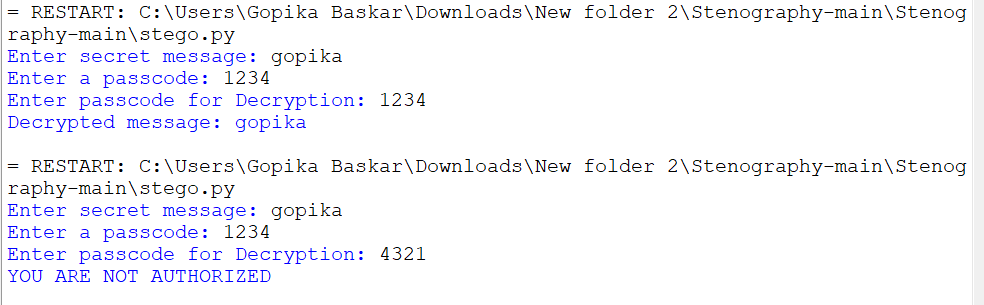 = RESTART: C:\Users\Gopika Baskar\Downloads\New folder 2\Stenography-main\Stenog
raphy-main\stego.py
Enter secret message: gopika
Enter a passcode: 1234
Enter passcode for Decryption: 1234
Decrypted message: gopika
= RESTART: C:\Users\Gopika Baskar\Downloads\New folder 2\Stenography-main\Stenog
raphy-main\stego.py
Enter secret message: gopika
Enter a passcode: 1234
Enter passcode for Decryption: 4321
YOU ARE NOT AUTHORIZED